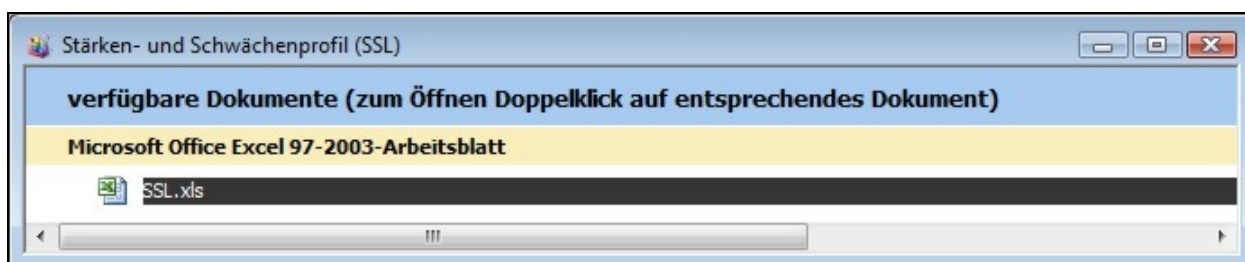 Stärken- und Schwächenprofil (SSL)
verfügbare Dokumente (zum Öffnen Doppelklick auf entsprechendes Dokument)
Microsoft Office Excel 97-2003-Arbeitsblatt
SSL.xls